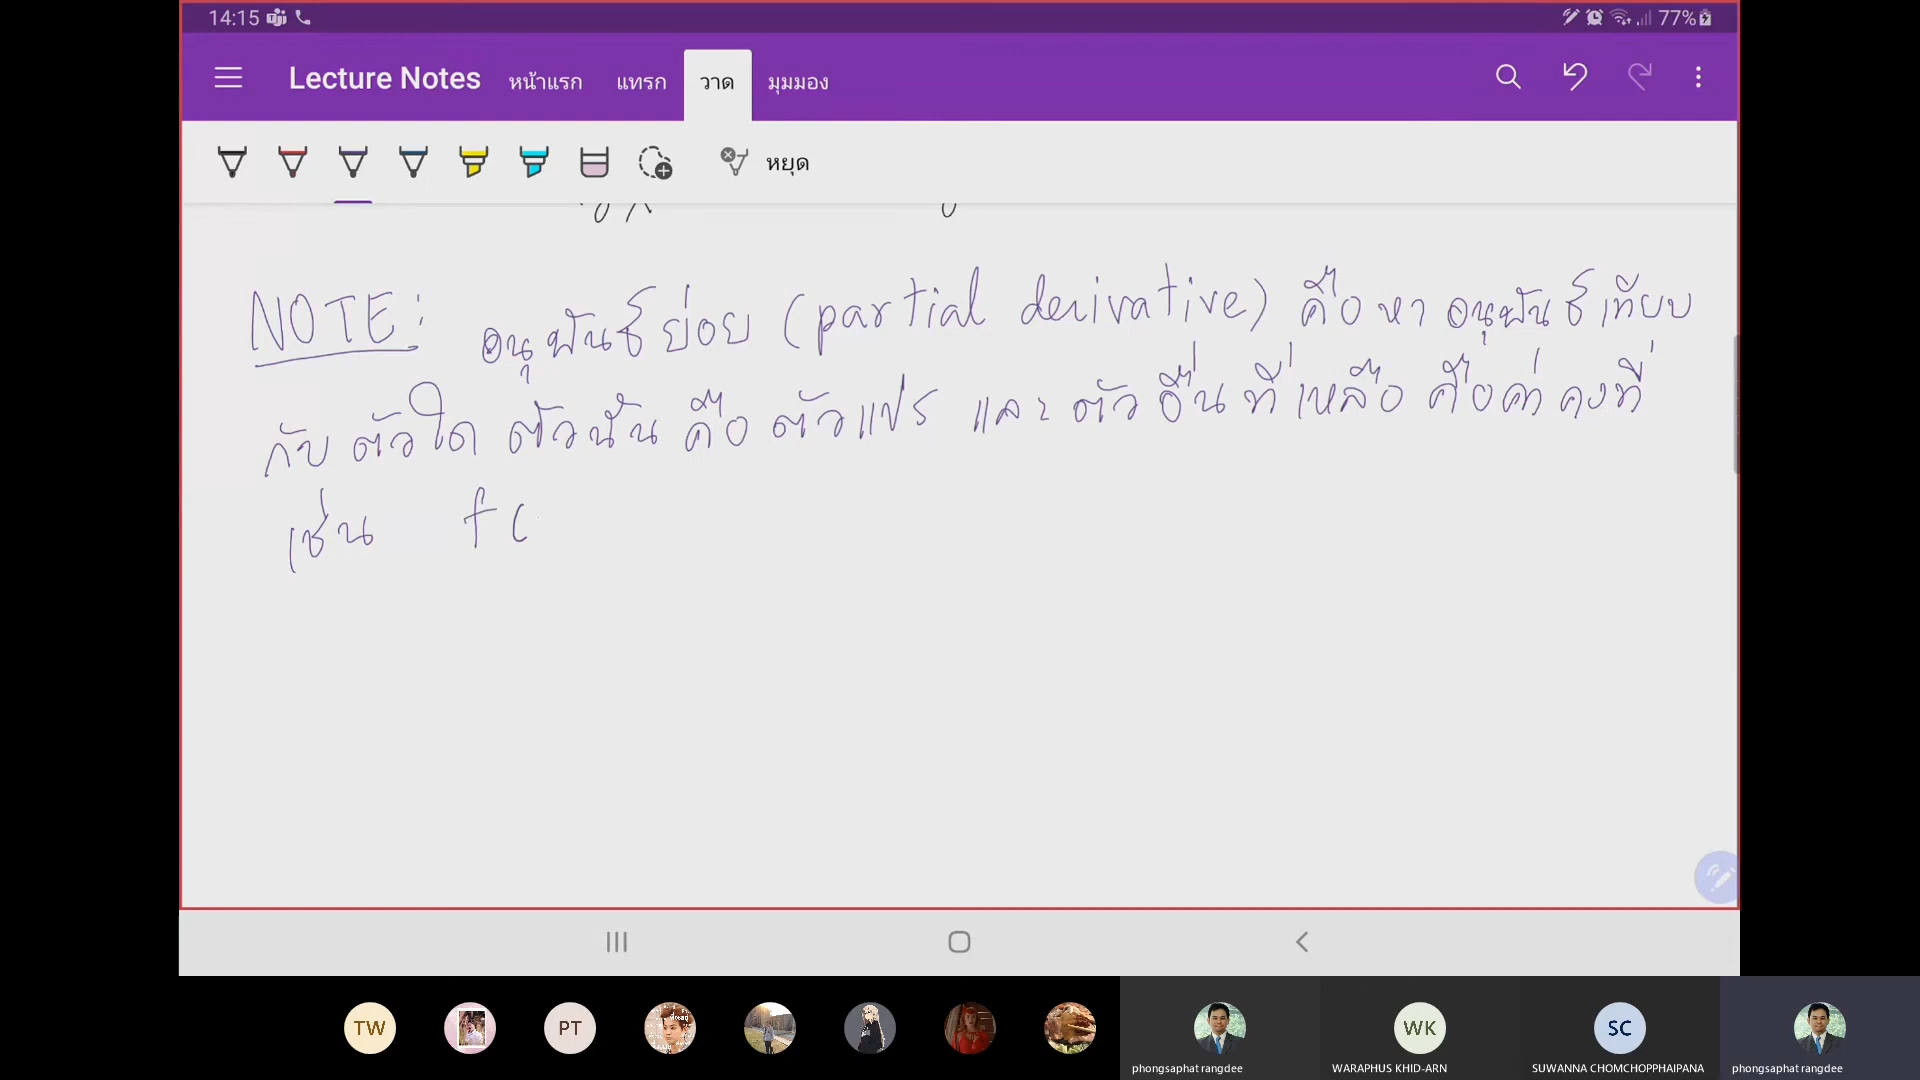 14:15
77%
Lecture Notes หน้าแรก แทรก วาด มุมมอง
หยุด
NOTE: อนุพันธ์ย่อย (partial derivative) คือ หา อนุพันธ์เทียบ
กับ ตัวใด ตัวนั้น คือ ตัวแปร และ ตัวอื่น ที่เหลือ คือค่า คงที่
เช่น f(
TW PT WK SC
phongsaphat rangdee WARAPHUS KHID-ARN SUWANNA CHOMCHOPPHAIPANA phongsaphat rangdee